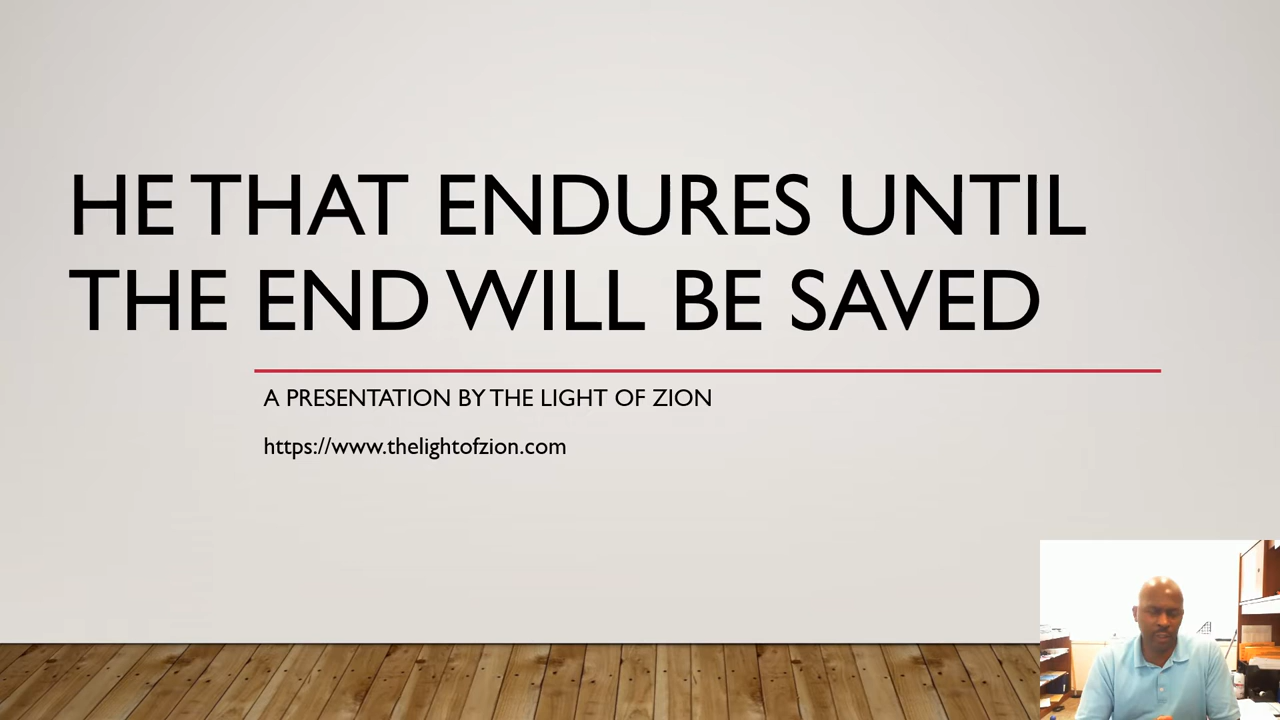 HE THAT ENDURES UNTIL
THE END WILL BE SAVED
A PRESENTATION BY THE LIGHT OF ZION
https://www.thelightofzion.com